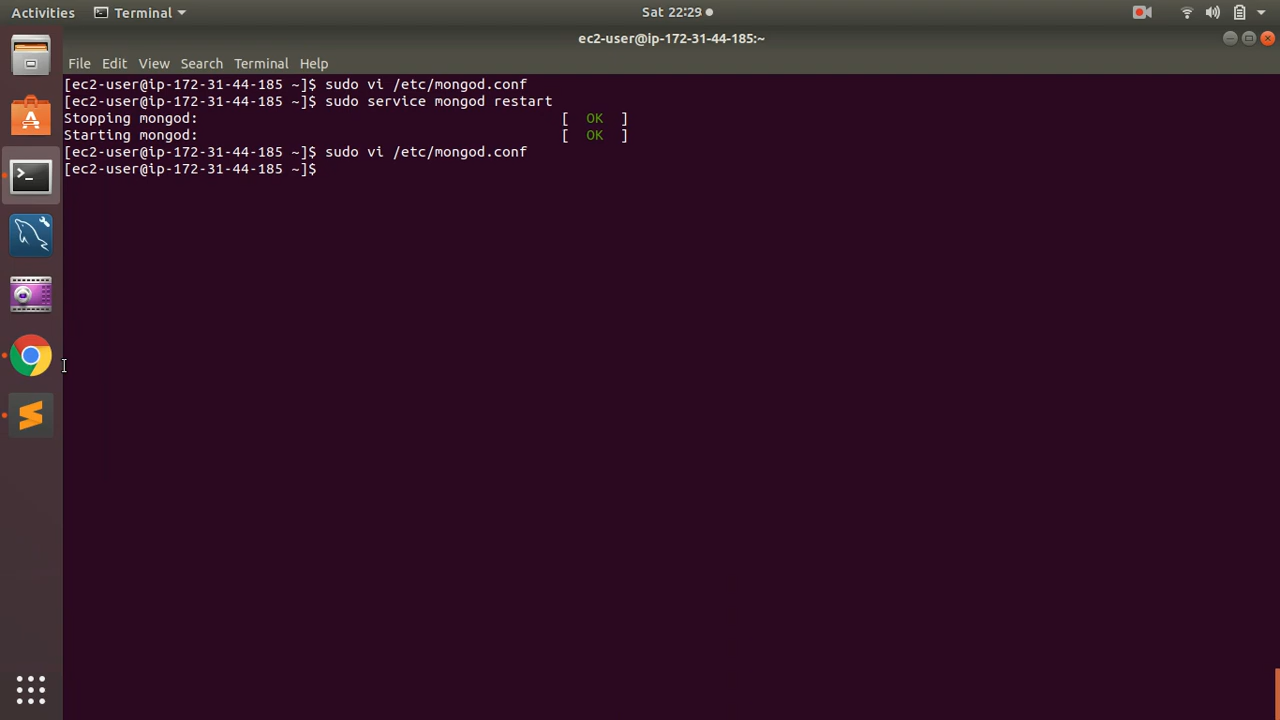 Activities
Terminal
Sat 22:29
ec2-user@ip-172-31-44-185:~
File Edit View Search Terminal Help
[ec2-user@ip-172-31-44-185 ~]$ sudo vi /etc/mongod.conf
[ec2-user@ip-172-31-44-185 ~]$ sudo service mongod restart
Stopping mongod: [ OK ]
Starting mongod: [ OK ]
[ec2-user@ip-172-31-44-185 ~]$ sudo vi /etc/mongod.conf
[ec2-user@ip-172-31-44-185 ~]$